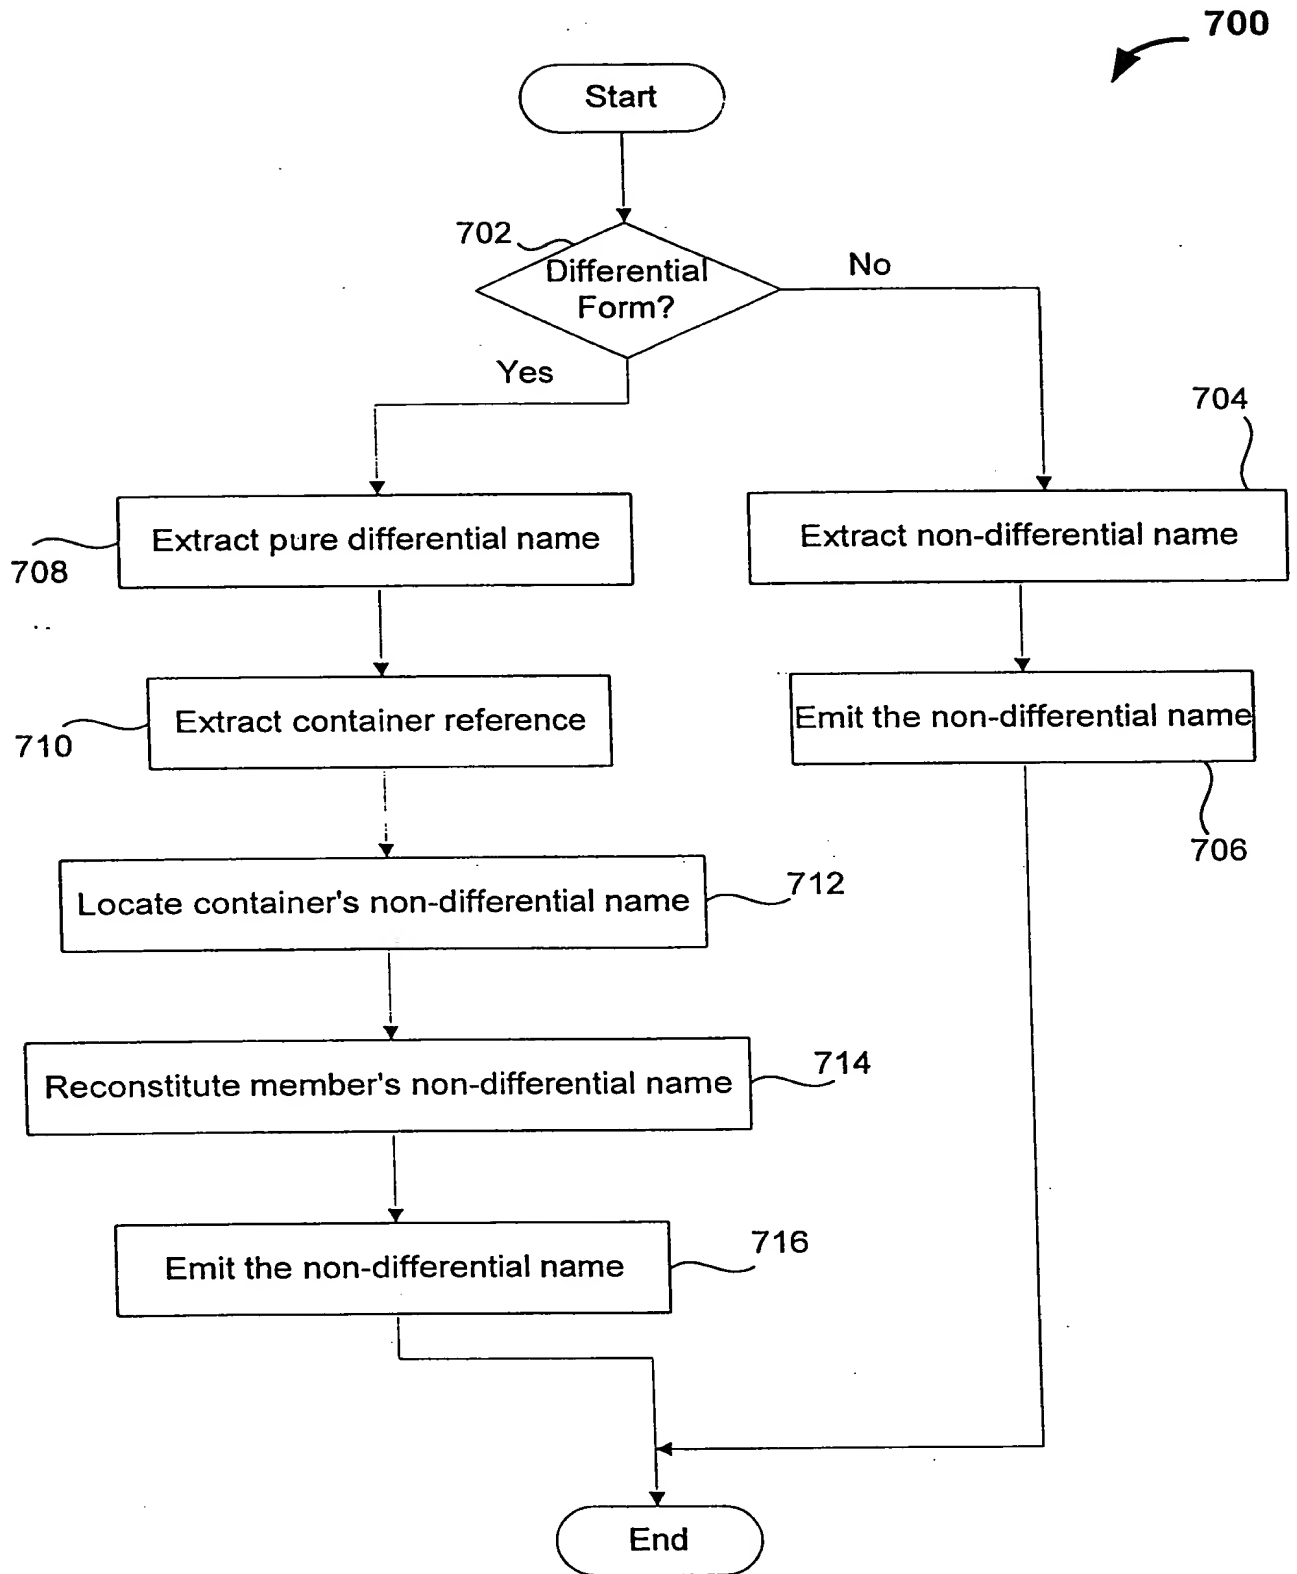 700
Start
702
Differential
Form?
No
Yes
704
Extract pure differential name
Extract non-differential name
708
Extract container reference
Emit the non-differential name
710
706
Locate container's non-differential name
712
Reconstitute member's non-differential name
714
Emit the non-differential name
716
End